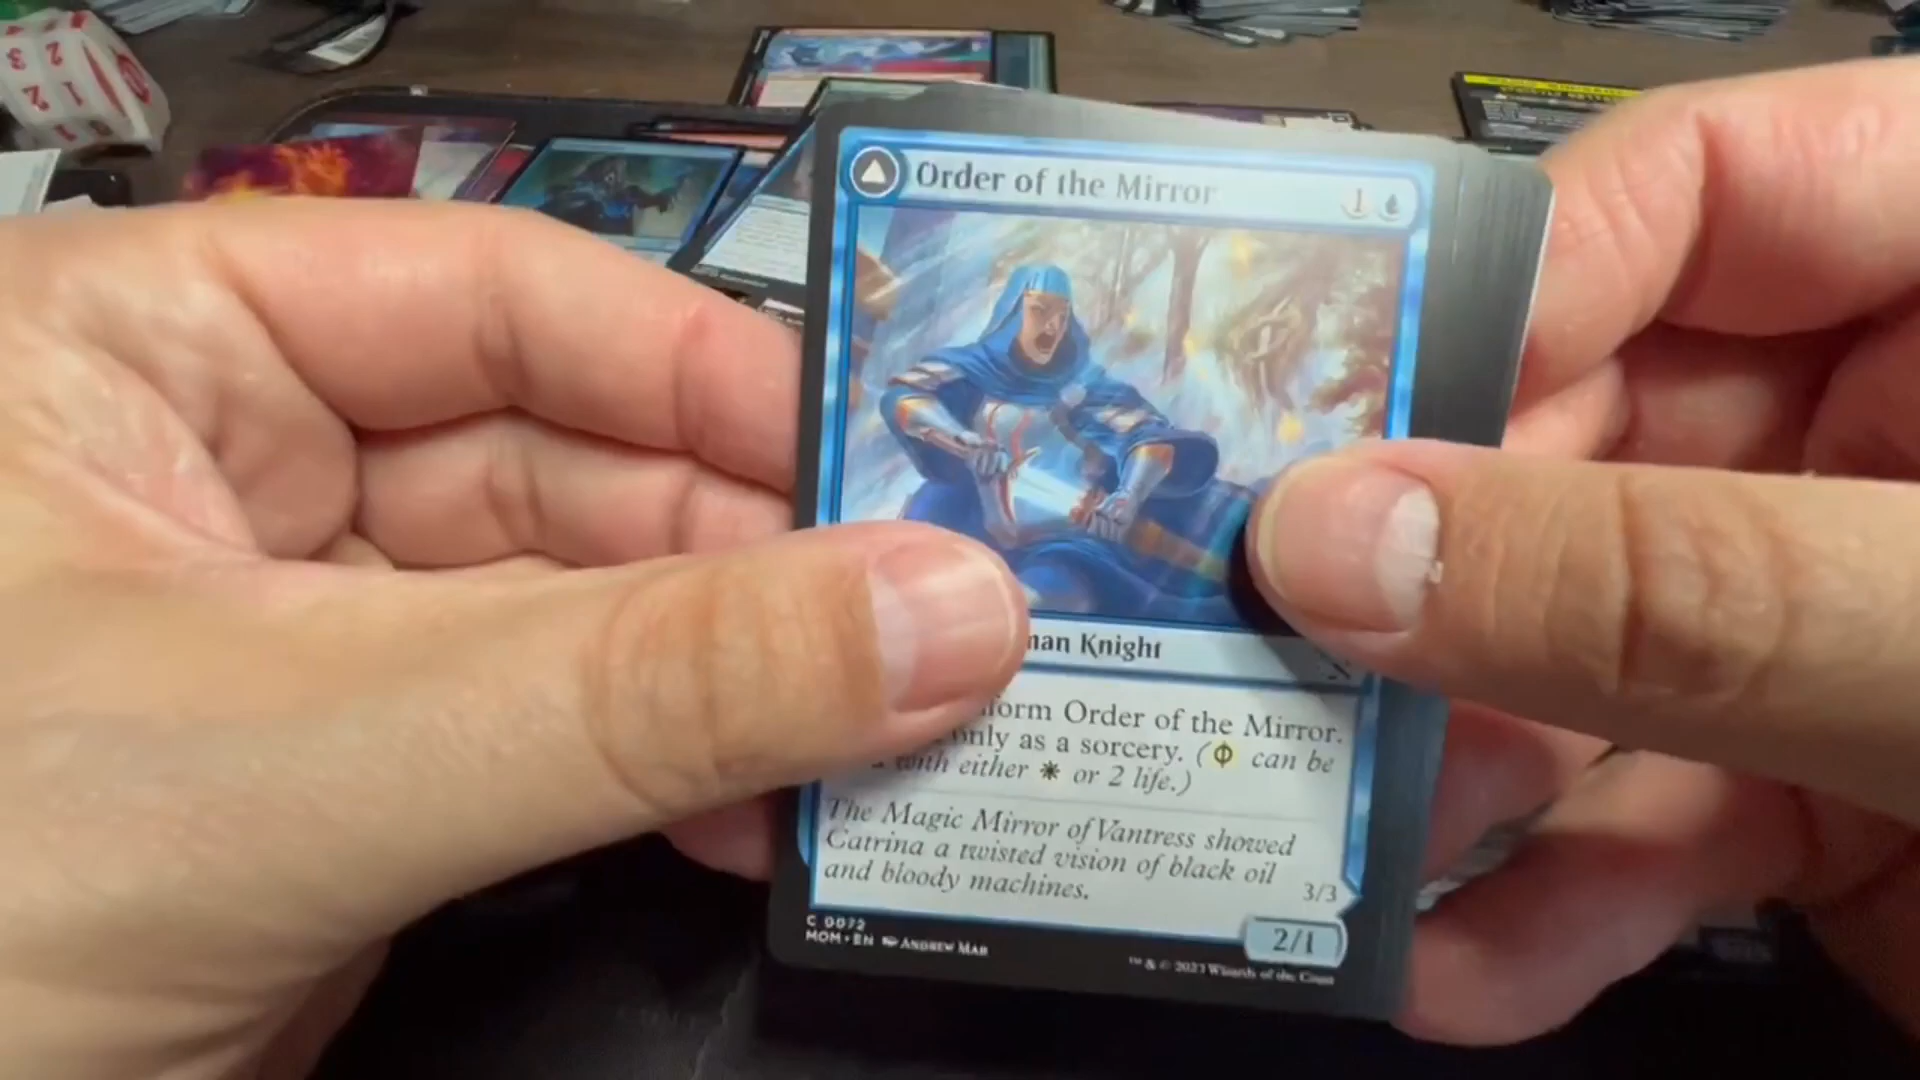 Order of the Mirror 1
man Knight
form Order of the Mirror.
only as a sorcery. (Φ can be
with either ☀ or 2 life.)
The Magic Mirror of Vantress showed
Catrina a twisted vision of black oil
and bloody machines.
3/3
2/1
C 0072
MOM • EN ANDREW MAR
™ & © 2023 Wizards of the Coast